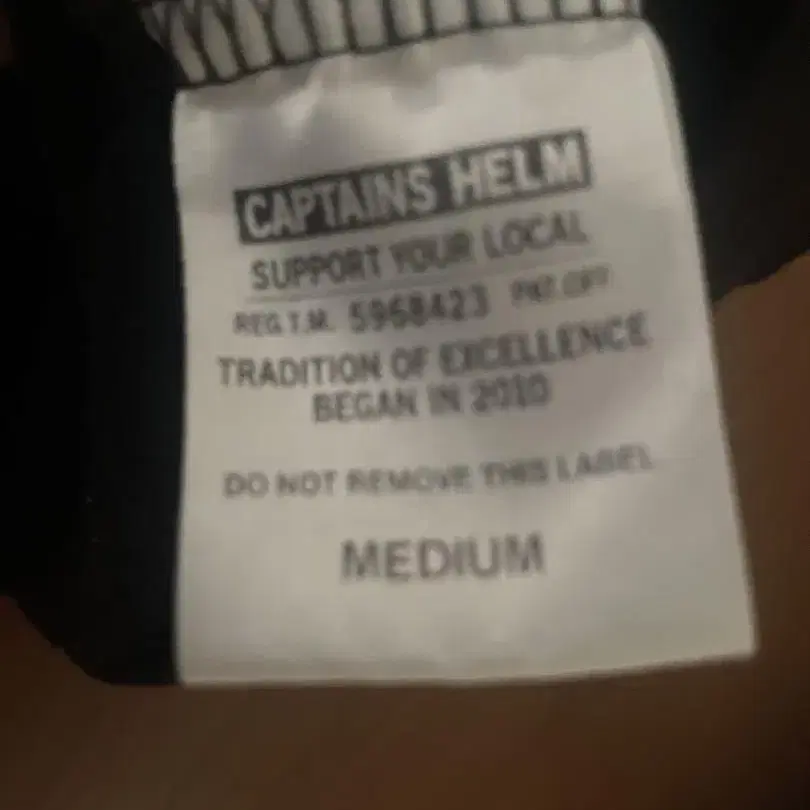 CAPTAINS HELM
SUPPORT YOUR LOCAL
REG T.M. 5968423 PAT.OFF
TRADITION OF EXCELLENCE
BEGAN IN 2010
DO NOT REMOVE THIS LABEL
MEDIUM